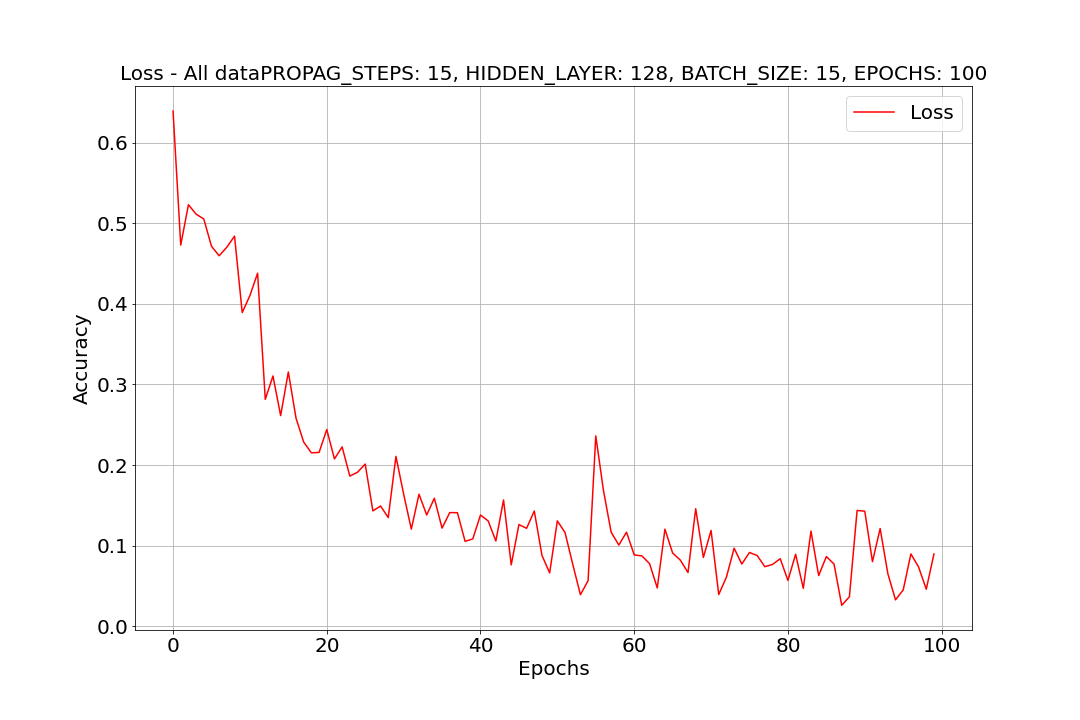 Loss - All dataPROPAG_STEPS: 15, HIDDEN_LAYER: 128, BATCH_SIZE: 15, EPOCHS: 100
Loss
0.6
0.5
0.4
0.3
0.2
0.1
0.0
Accuracy
0 20 40 60 80 100
Epochs